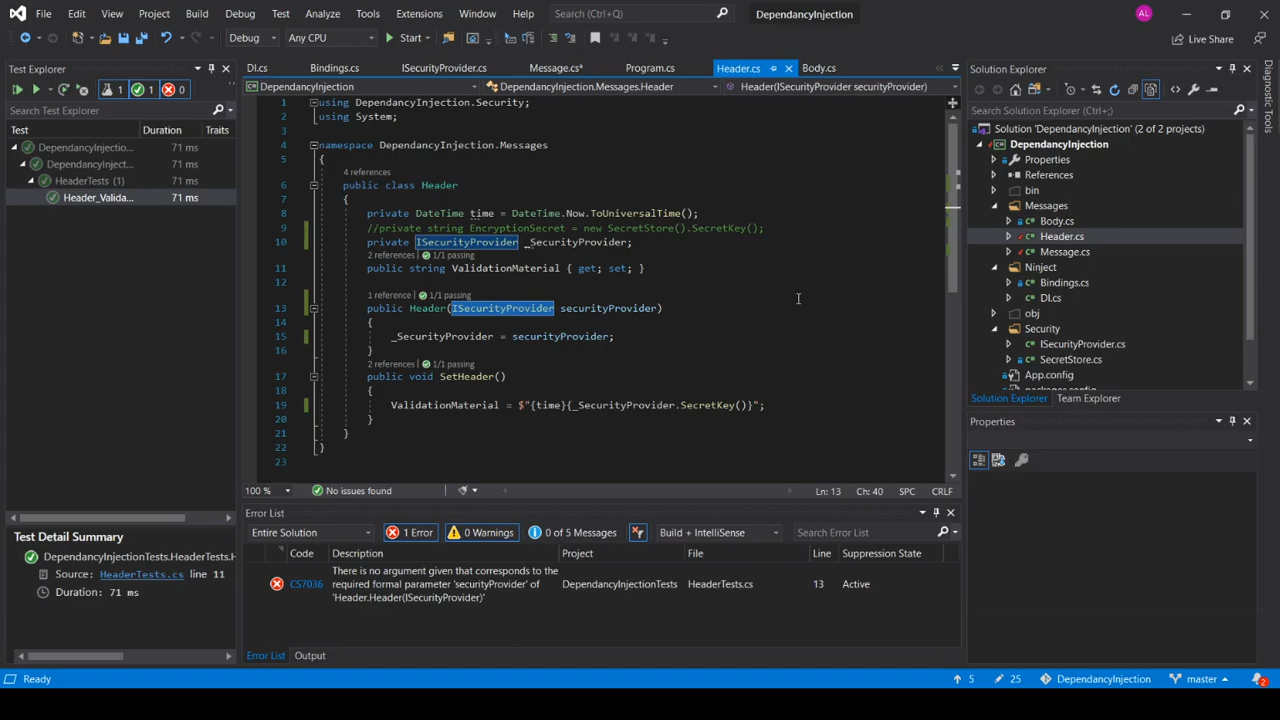 File Edit View Project Build Debug Test Analyze Tools Extensions Window Help Search (Ctrl+Q) DependancyInjection AL
Debug Any CPU Start Live Share
Test Explorer
1 1 0
Search (Ctrl+I)
Test Duration Traits
DependancyInjectio... 71 ms
DependancyInject... 71 ms
HeaderTests (1) 71 ms
Header_Valida... 71 ms
Test Detail Summary
DependancyInjectionTests.HeaderTests.H
Source: HeaderTests.cs line 11
Duration: 71 ms
DI.cs Bindings.cs ISecurityProvider.cs Message.cs* Program.cs Header.cs Body.cs
DependancyInjection DependancyInjection.Messages.Header Header(ISecurityProvider securityProvider)
1 using DependancyInjection.Security;
2 using System;
3
4 namespace DependancyInjection.Messages
5 {
4 references
6 public class Header
7 {
8 private DateTime time = DateTime.Now.ToUniversalTime();
9 //private string EncryptionSecret = new SecretStore().SecretKey();
10 private ISecurityProvider _SecurityProvider;
2 references | 1/1 passing
11 public string ValidationMaterial { get; set; }
12
1 reference | 1/1 passing
13 public Header(ISecurityProvider securityProvider)
14 {
15 _SecurityProvider = securityProvider;
16 }
2 references | 1/1 passing
17 public void SetHeader()
18 {
19 ValidationMaterial = $"{time}{_SecurityProvider.SecretKey()}";
20 }
21 }
22 }
23
100 % No issues found Ln: 13 Ch: 40 SPC CRLF
Error List
Entire Solution 1 Error 0 Warnings 0 of 5 Messages Build + IntelliSense Search Error List
Code Description Project File Line Suppression State
CS7036 There is no argument given that corresponds to the required formal parameter 'securityProvider' of 'Header.Header(ISecurityProvider)' DependancyInjectionTests HeaderTests.cs 13 Active
Error List Output
Solution Explorer
Search Solution Explorer (Ctrl+;)
Solution 'DependancyInjection' (2 of 2 projects)
DependancyInjection
Properties
References
bin
Messages
Body.cs
Header.cs
Message.cs
Ninject
Bindings.cs
DI.cs
obj
Security
ISecurityProvider.cs
SecretStore.cs
App.config
packages.config
Solution Explorer Team Explorer
Properties
Diagnostic Tools
Ready 5 25 DependancyInjection master 2